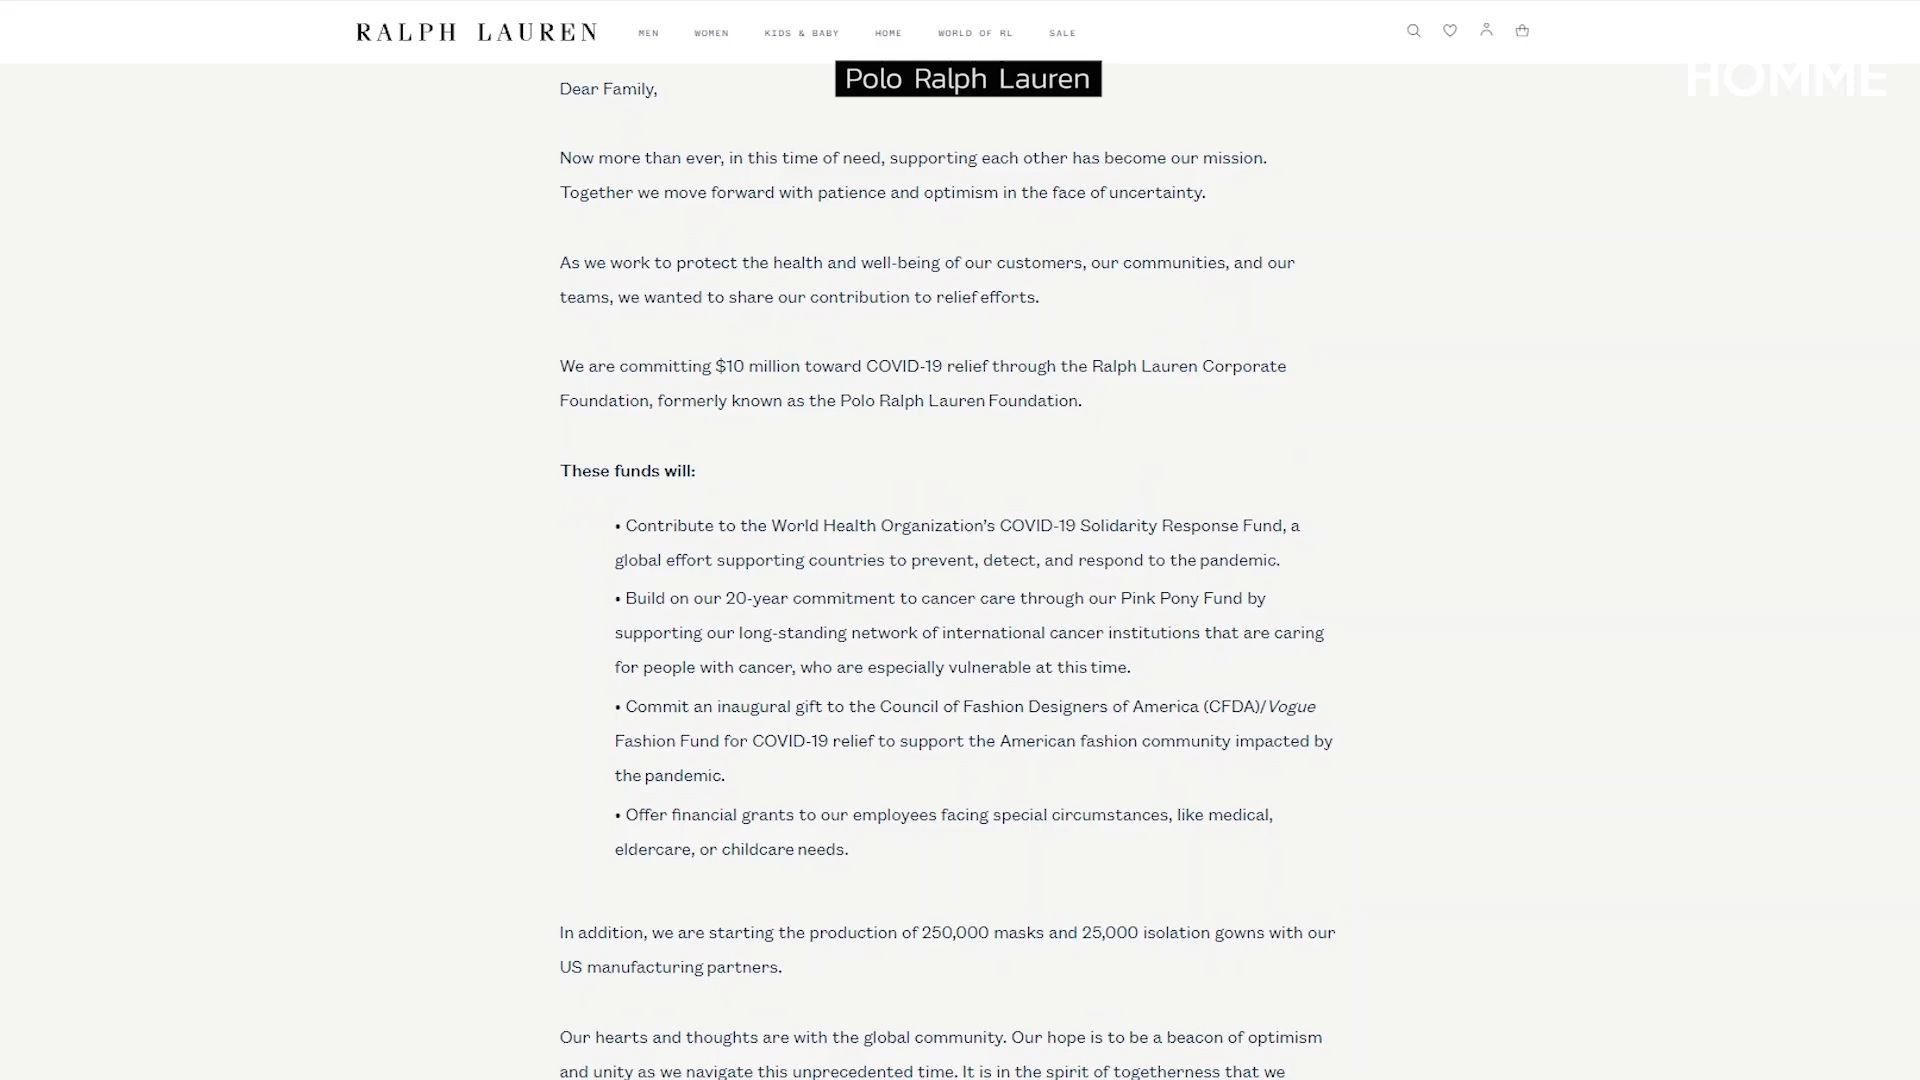 RALPH LAUREN
MEN WOMEN KIDS & BABY HOME WORLD OF RL SALE
Polo Ralph Lauren
HOMME
Dear Family,
Now more than ever, in this time of need, supporting each other has become our mission.
Together we move forward with patience and optimism in the face of uncertainty.
As we work to protect the health and well-being of our customers, our communities, and our
teams, we wanted to share our contribution to relief efforts.
We are committing $10 million toward COVID-19 relief through the Ralph Lauren Corporate
Foundation, formerly known as the Polo Ralph Lauren Foundation.
These funds will:
• Contribute to the World Health Organization’s COVID-19 Solidarity Response Fund, a
global effort supporting countries to prevent, detect, and respond to the pandemic.
• Build on our 20-year commitment to cancer care through our Pink Pony Fund by
supporting our long-standing network of international cancer institutions that are caring
for people with cancer, who are especially vulnerable at this time.
• Commit an inaugural gift to the Council of Fashion Designers of America (CFDA)/Vogue
Fashion Fund for COVID-19 relief to support the American fashion community impacted by
the pandemic.
• Offer financial grants to our employees facing special circumstances, like medical,
eldercare, or childcare needs.
In addition, we are starting the production of 250,000 masks and 25,000 isolation gowns with our
US manufacturing partners.
Our hearts and thoughts are with the global community. Our hope is to be a beacon of optimism
and unity as we navigate this unprecedented time. It is in the spirit of togetherness that we